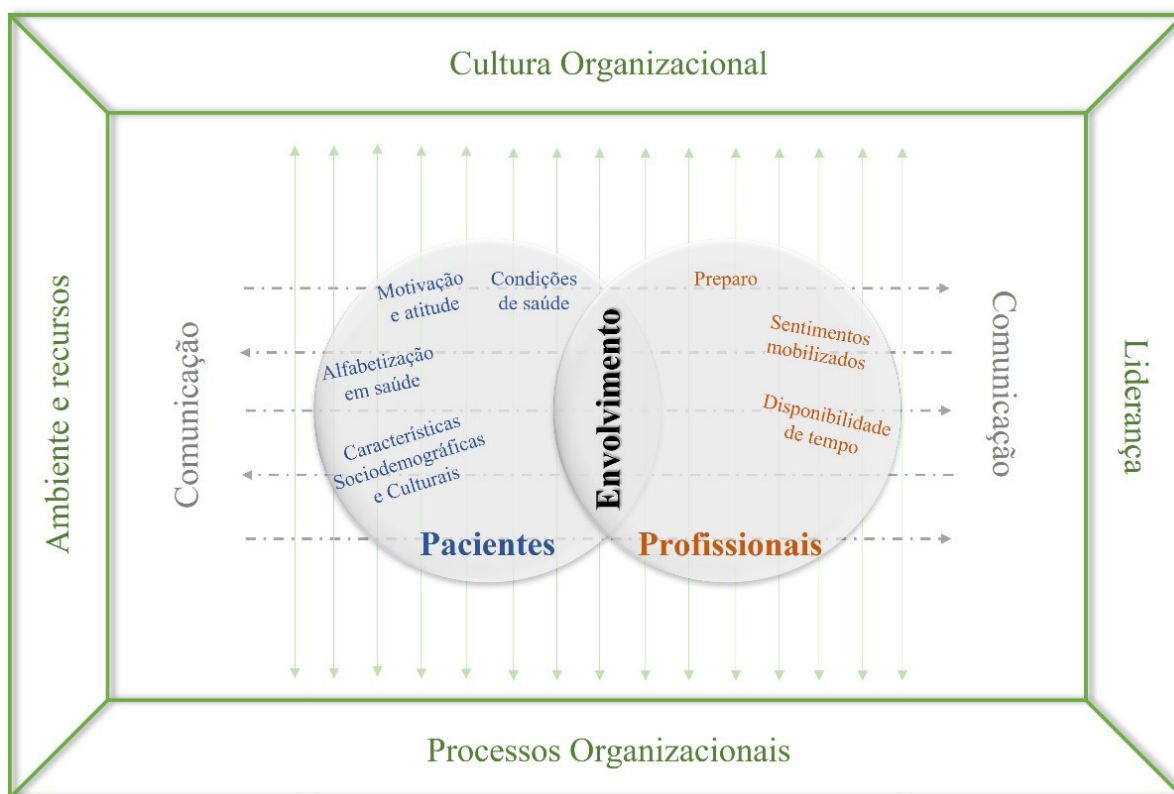 Cultura Organizacional
Ambiente e recursos
Comunicação
Motivação
e atitude
Condições
de saúde
Alfabetização
em saúde
Características
Sociodemográficas
e Culturais
Pacientes
Envolvimento
Preparo
Sentimentos
mobilizados
Disponibilidade
de tempo
Profissionais
Comunicação
Liderança
Processos Organizacionais